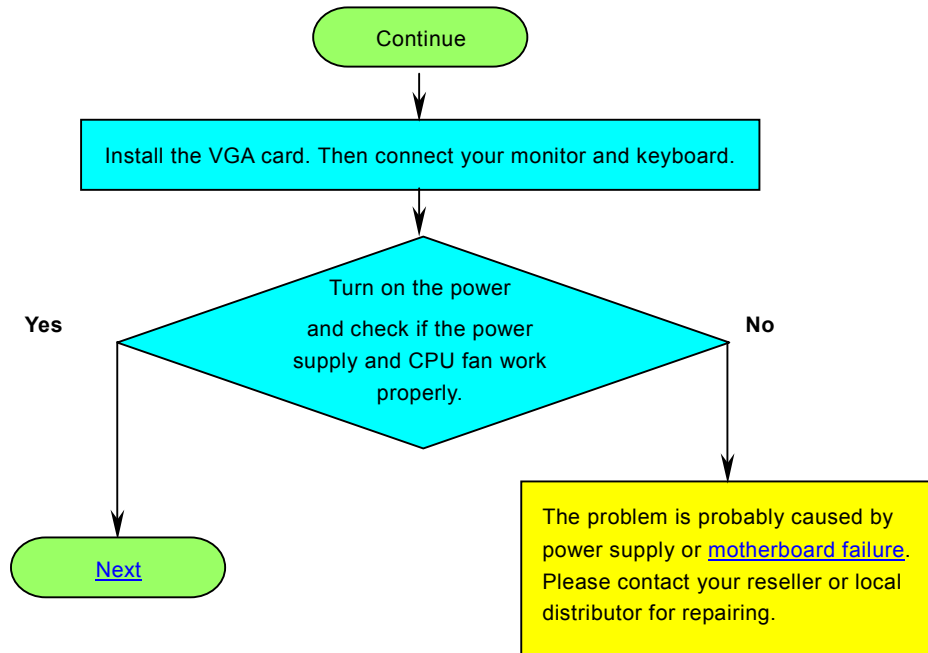 Continue
Install the VGA card. Then connect your monitor and keyboard.
Turn on the power
and check if the power
supply and CPU fan work
properly.
Yes
No
Next
The problem is probably caused by
power supply or motherboard failure.
Please contact your reseller or local
distributor for repairing.